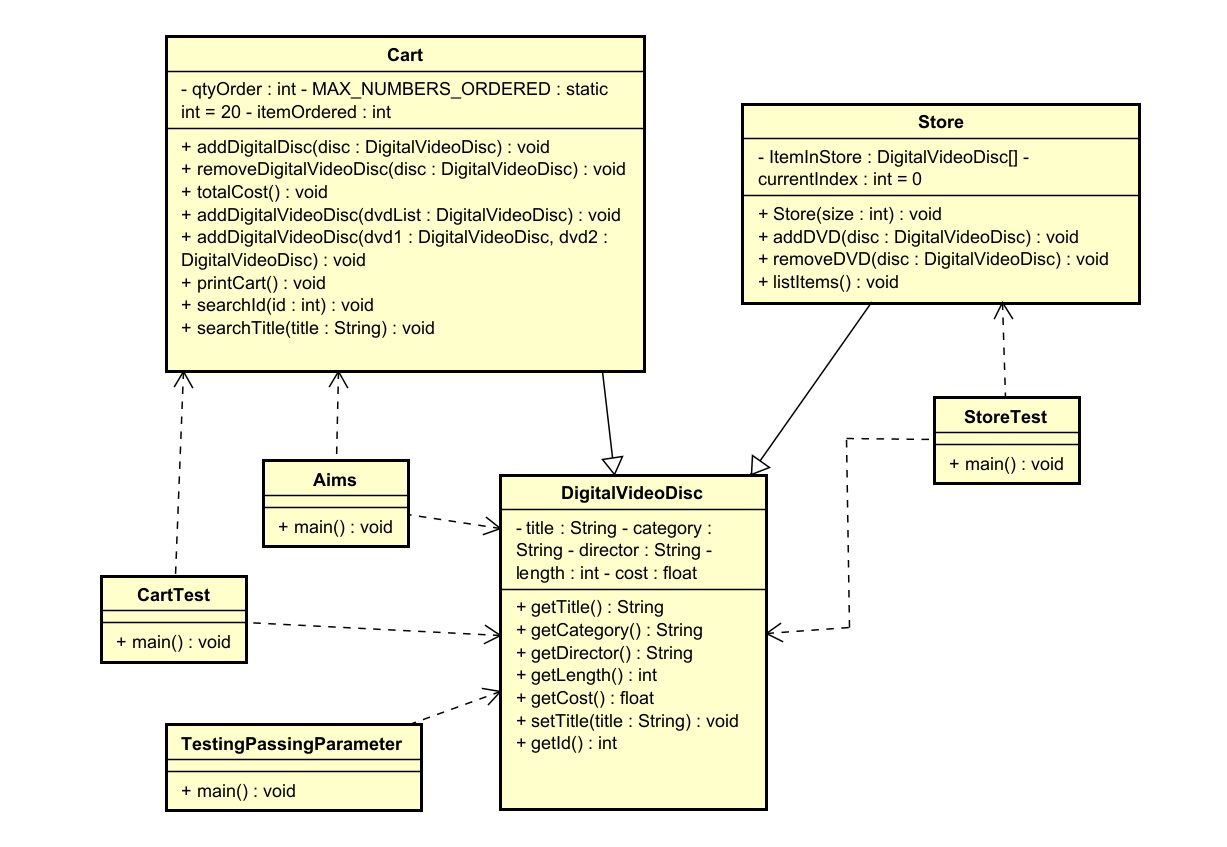 Cart
- qtyOrder : int - MAX_NUMBERS_ORDERED : static
int = 20 - itemOrdered : int
+ addDigitalDisc(disc : DigitalVideoDisc) : void
+ removeDigitalVideoDisc(disc : DigitalVideoDisc) : void
+ totalCost() : void
+ addDigitalVideoDisc(dvdList : DigitalVideoDisc) : void
+ addDigitalVideoDisc(dvd1 : DigitalVideoDisc, dvd2 :
DigitalVideoDisc) : void
+ printCart() : void
+ searchId(id : int) : void
+ searchTitle(title : String) : void
Store
- ItemInStore : DigitalVideoDisc[] -
currentIndex : int = 0
+ Store(size : int) : void
+ addDVD(disc : DigitalVideoDisc) : void
+ removeDVD(disc : DigitalVideoDisc) : void
+ listItems() : void
StoreTest
+ main() : void
Aims
+ main() : void
DigitalVideoDisc
- title : String - category :
String - director : String -
length : int - cost : float
+ getTitle() : String
+ getCategory() : String
+ getDirector() : String
+ getLength() : int
+ getCost() : float
+ setTitle(title : String) : void
+ getId() : int
CartTest
+ main() : void
TestingPassingParameter
+ main() : void